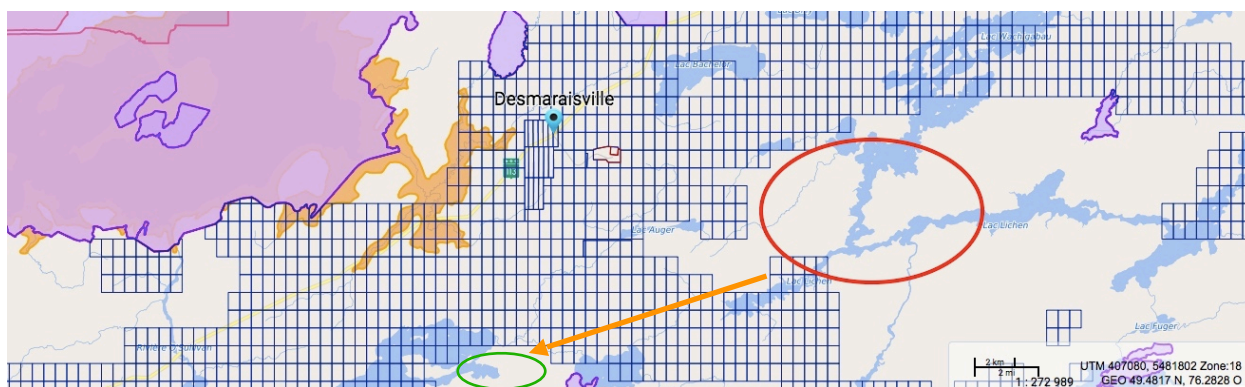 Lac Wachigabau
Lac Bachelor
Desmaraisville
113
Lac Auger
Lac Lichen
Lac Lichen
Lac Fuger
Rivière O'Sullivan
2 km
2 mi
1 : 272 989
UTM 407080, 5481802 Zone:18
GEO 49.4817 N, 76.2828 O